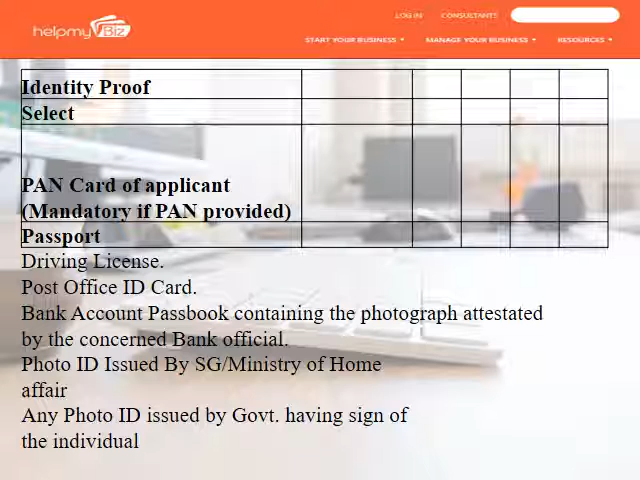 LOG IN CONSULTANTS
helpmyBiz
START YOUR BUSINESS MANAGE YOUR BUSINESS RESOURCES
Identity Proof
Select
PAN Card of applicant
(Mandatory if PAN provided)
Passport
Driving License.
Post Office ID Card.
Bank Account Passbook containing the photograph attestated
by the concerned Bank official.
Photo ID Issued By SG/Ministry of Home
affair
Any Photo ID issued by Govt. having sign of
the individual